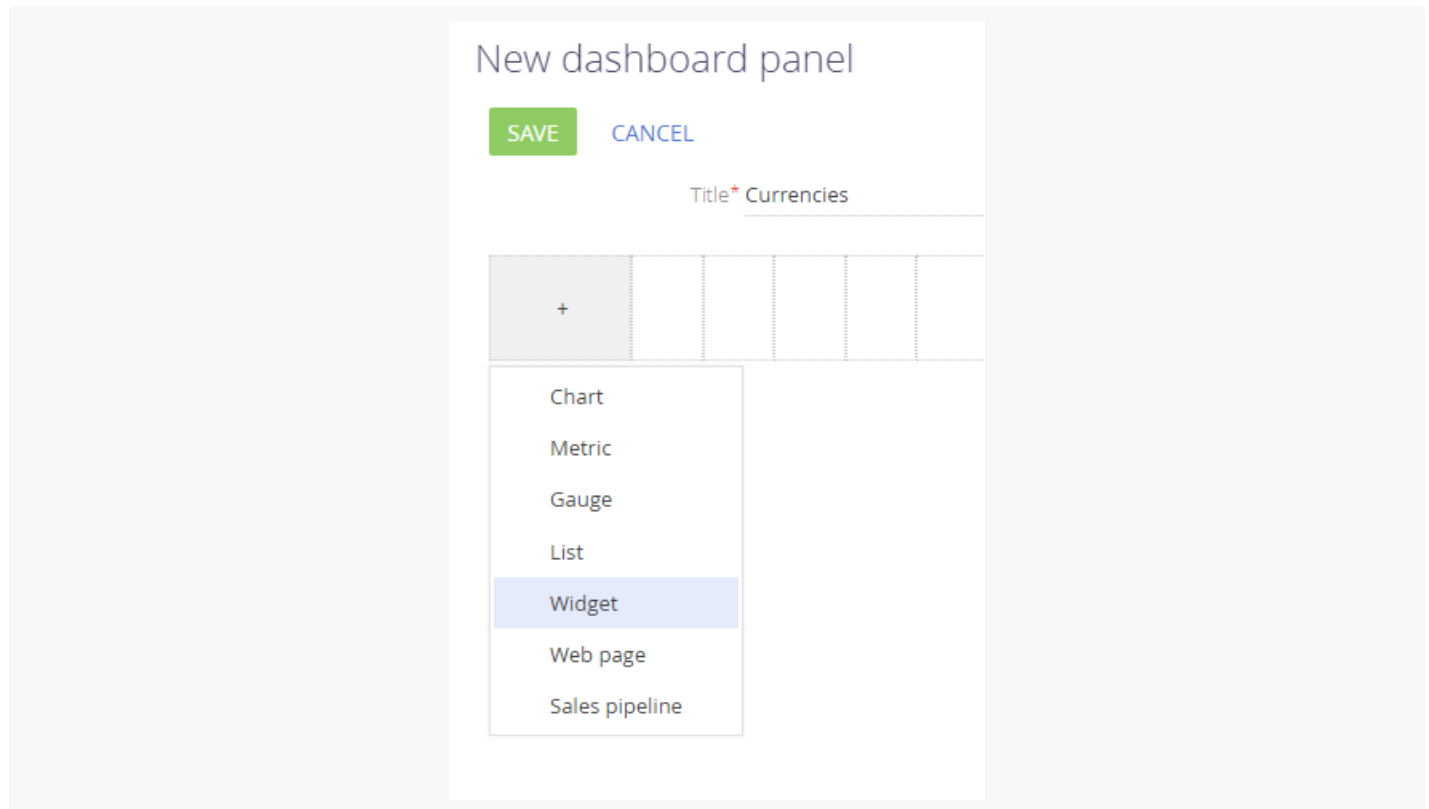 New dashboard panel
SAVE CANCEL
Title* Currencies
+
Chart
Metric
Gauge
List
Widget
Web page
Sales pipeline